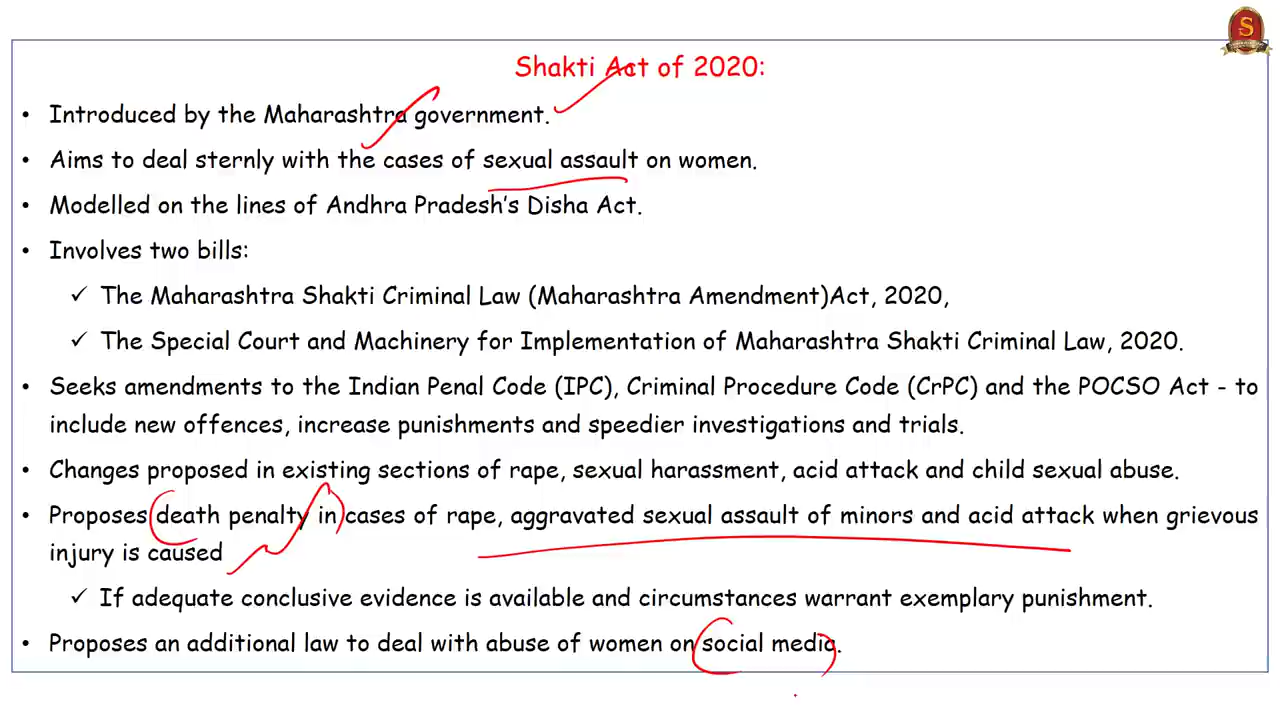 S
Shakti Act of 2020:
• Introduced by the Maharashtra government.
• Aims to deal sternly with the cases of sexual assault on women.
• Modelled on the lines of Andhra Pradesh's Disha Act.
• Involves two bills:
✓ The Maharashtra Shakti Criminal Law (Maharashtra Amendment)Act, 2020,
✓ The Special Court and Machinery for Implementation of Maharashtra Shakti Criminal Law, 2020.
• Seeks amendments to the Indian Penal Code (IPC), Criminal Procedure Code (CrPC) and the POCSO Act - to
include new offences, increase punishments and speedier investigations and trials.
• Changes proposed in existing sections of rape, sexual harassment, acid attack and child sexual abuse.
• Proposes death penalty in cases of rape, aggravated sexual assault of minors and acid attack when grievous
injury is caused
✓ If adequate conclusive evidence is available and circumstances warrant exemplary punishment.
• Proposes an additional law to deal with abuse of women on social media.